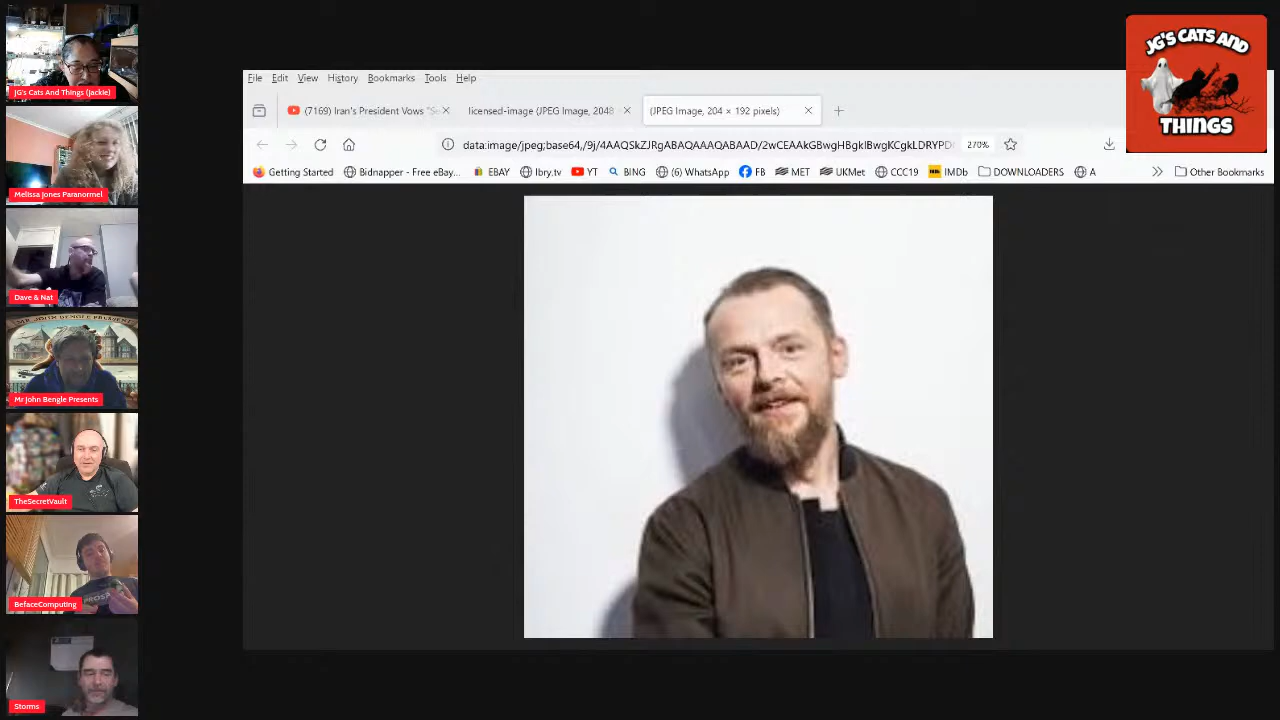 JG'S CATS AND
THINGS
JG's Cats And Things (jackie)
Melissa Jones Paranormel
Dave & Nat
Mr John Bengle Presents
TheSecretVault
BefaceComputing
Storms
File Edit View History Bookmarks Tools Help
(7169) Iran's President Vows "Se
licensed-image (JPEG Image, 2048
(JPEG Image, 204 × 192 pixels)
data:image/jpeg;base64,/9j/4AAQSkZJRgABAQAAAQABAAD/2wCEAAkGBwgHBgkIBwgKCgkLDRYPD
270%
Getting Started Bidnapper - Free eBay... EBAY lbry.tv YT BING (6) WhatsApp FB MET UKMet CCC19 IMDb DOWNLOADERS A Other Bookmarks